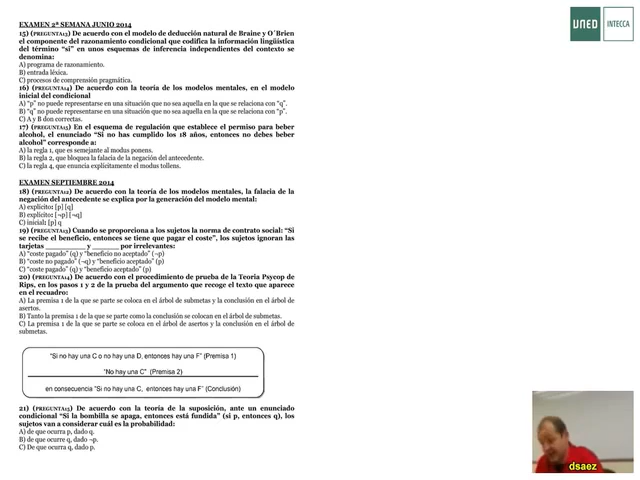 EXAMEN 2ª SEMANA JUNIO 2014
15) (PREGUNTA13) De acuerdo con el modelo de deducción natural de Braine y O´Brien
el componente del razonamiento condicional que codifica la información lingüística
del término “si” en unos esquemas de inferencia independientes del contexto se
denomina:
A) programa de razonamiento.
B) entrada léxica.
C) procesos de comprensión pragmática.
16) (PREGUNTA14) De acuerdo con la teoría de los modelos mentales, en el modelo
inicial del condicional
A) “p” no puede representarse en una situación que no sea aquella en la que se relaciona con “q”.
B) “q” no puede representarse en una situación que no sea aquella en la que se relaciona con “p”.
C) A y B don correctas.
17) (PREGUNTA15) En el esquema de regulación que establece el permiso para beber
alcohol, el enunciado “Si no has cumplido los 18 años, entonces no debes beber
alcohol” corresponde a:
A) la regla 1, que es semejante al modus ponens.
B) la regla 2, que bloquea la falacia de la negación del antecedente.
C) la regla 4, que enuncia explícitamente el modus tollens.
EXAMEN SEPTIEMBRE 2014
18) (PREGUNTA12) De acuerdo con la teoría de los modelos mentales, la falacia de la
negación del antecedente se explica por la generación del modelo mental:
A) explícito: [p] [q]
B) explícito: [¬p] [¬q]
C) inicial: [p] q
19) (PREGUNTA13) Cuando se proporciona a los sujetos la norma de contrato social: “Si
se recibe el beneficio, entonces se tiene que pagar el coste”, los sujetos ignoran las
tarjetas _________ y ______ por irrelevantes:
A) “coste pagado” (q) y “beneficio no aceptado” (¬p)
B) “coste no pagado” (¬q) y “beneficio aceptado” (p)
C) “coste pagado” (q) y “beneficio aceptado” (p)
20) (PREGUNTA14) De acuerdo con el procedimiento de prueba de la Teoría Psycop de
Rips, en los pasos 1 y 2 de la prueba del argumento que recoge el texto que aparece
en el recuadro:
A) La premisa 1 de la que se parte se coloca en el árbol de submetas y la conclusión en el árbol de
asertos.
B) Tanto la premisa 1 de la que se parte como la conclusión se colocan en el árbol de submetas.
C) La premisa 1 de la que se parte se coloca en el árbol de asertos y la conclusión en el árbol de
submetas.
“Si no hay una C o no hay una D, entonces hay una F” (Premisa 1)
“No hay una C” (Premisa 2)
en consecuencia “Si no hay una C, entonces hay una F” (Conclusión)
21) (PREGUNTA15) De acuerdo con la teoría de la suposición, ante un enunciado
condicional “Si la bombilla se apaga, entonces está fundida” (si p, entonces q), los
sujetos van a considerar cuál es la probabilidad:
A) de que ocurra p, dado q.
B) de que ocurre q, dado ¬p.
C) De que ocurra q, dado p.
UNED INTECCA
dsaez